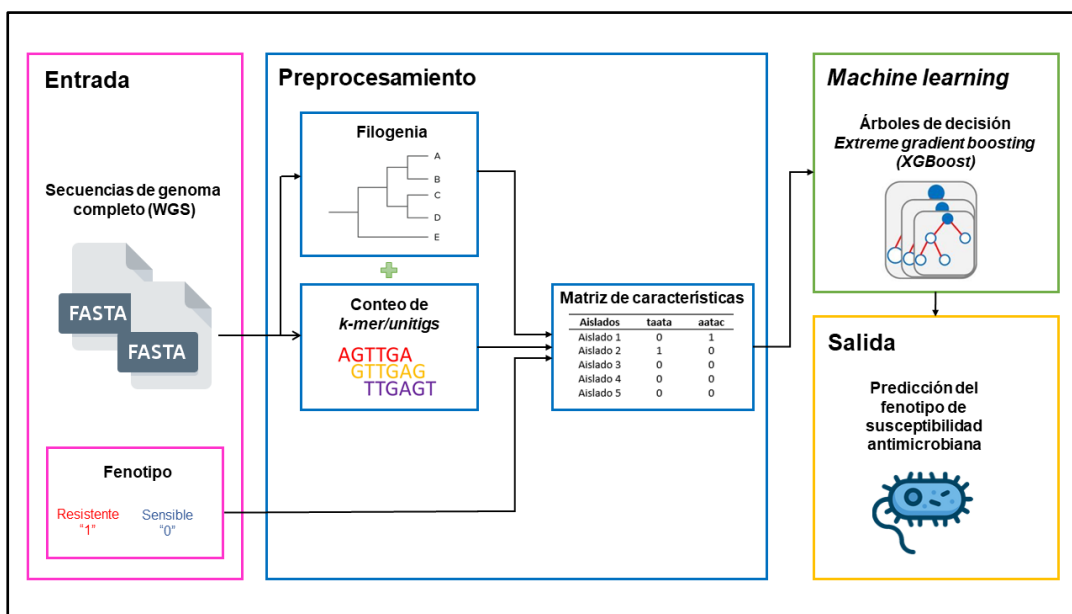 Entrada
Secuencias de genoma
completo (WGS)
FASTA
FASTA
Fenotipo
Resistente
"1"
Sensible
"0"
Preprocesamiento
Filogenia
A
B
C
D
E
Conteo de
k-mer/unitigs
AGTTGA
GTTGAG
TTGAGT
Matriz de características
Aislados taata aatac
Aislado 1 0 1
Aislado 2 1 0
Aislado 3 0 0
Aislado 4 0 0
Aislado 5 0 0
Machine learning
Árboles de decisión
Extreme gradient boosting
(XGBoost)
Salida
Predicción del
fenotipo de
susceptibilidad
antimicrobiana